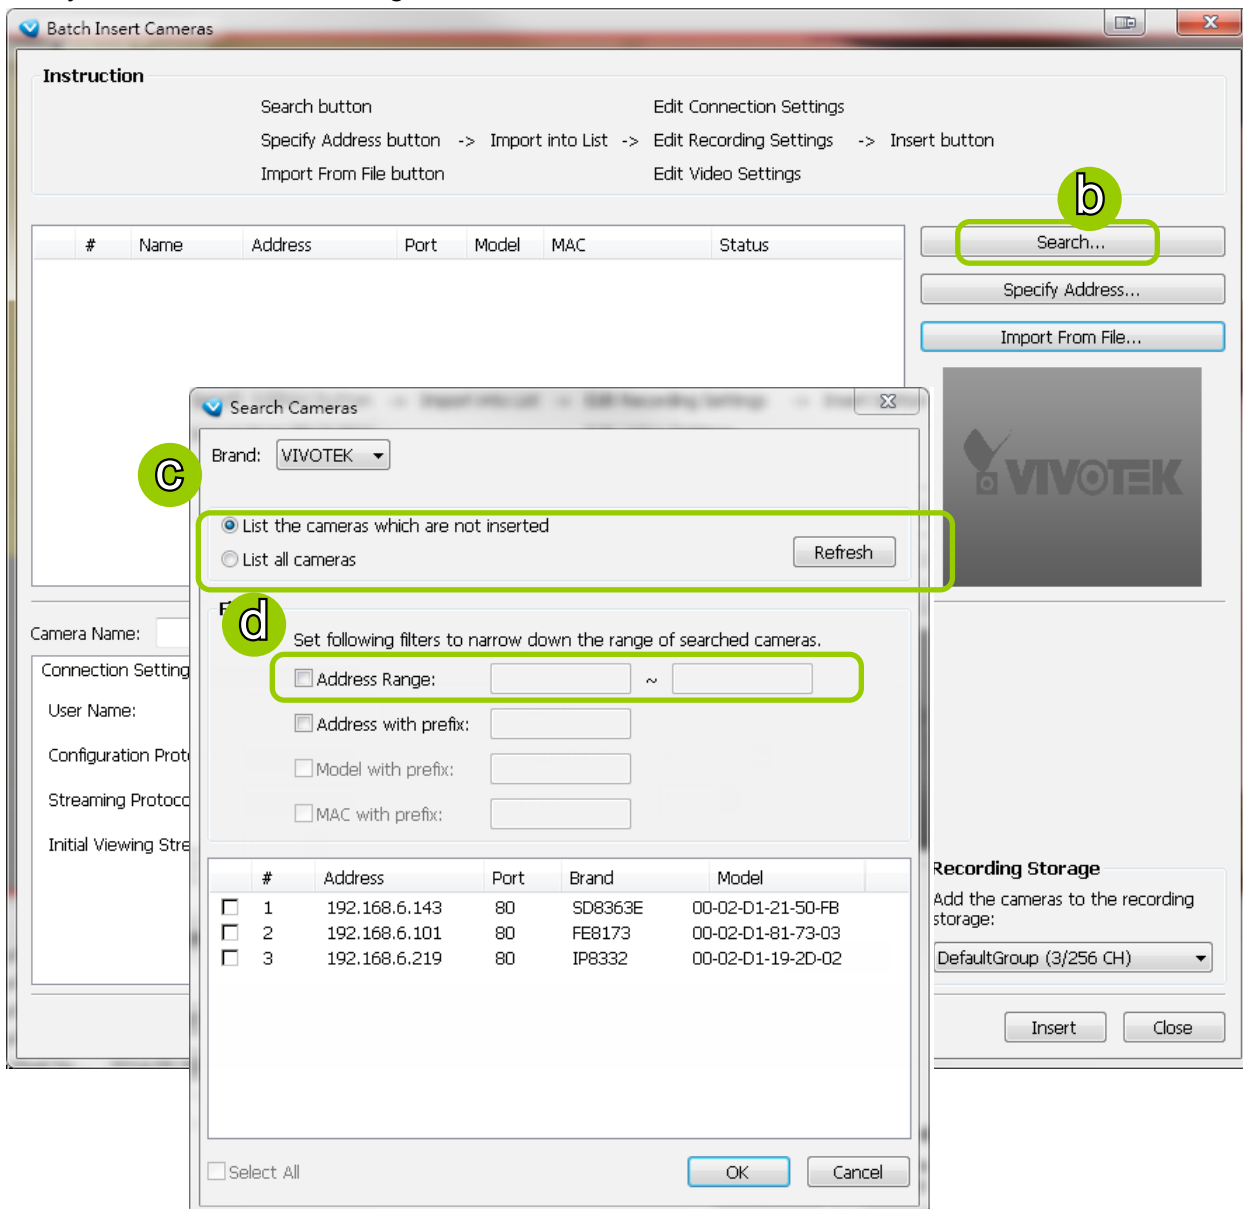 Batch Insert Cameras
Instruction
Search button Edit Connection Settings
Specify Address button -> Import into List -> Edit Recording Settings -> Insert button
Import From File button Edit Video Settings
b
# Name Address Port Model MAC Status
Search...
Specify Address...
Import From File...
VIVOTEK
Search Cameras
c
Brand: VIVOTEK
List the cameras which are not inserted
List all cameras
Refresh
d
Set following filters to narrow down the range of searched cameras.
Address Range: ~
Address with prefix:
Model with prefix:
MAC with prefix:
Camera Name:
Connection Setting
User Name:
Configuration Prot
Streaming Protoco
Initial Viewing Stre
# Address Port Brand Model
1 192.168.6.143 80 SD8363E 00-02-D1-21-50-FB
2 192.168.6.101 80 FE8173 00-02-D1-81-73-03
3 192.168.6.219 80 IP8332 00-02-D1-19-2D-02
Select All
OK Cancel
Recording Storage
Add the cameras to the recording
storage:
DefaultGroup (3/256 CH)
Insert Close